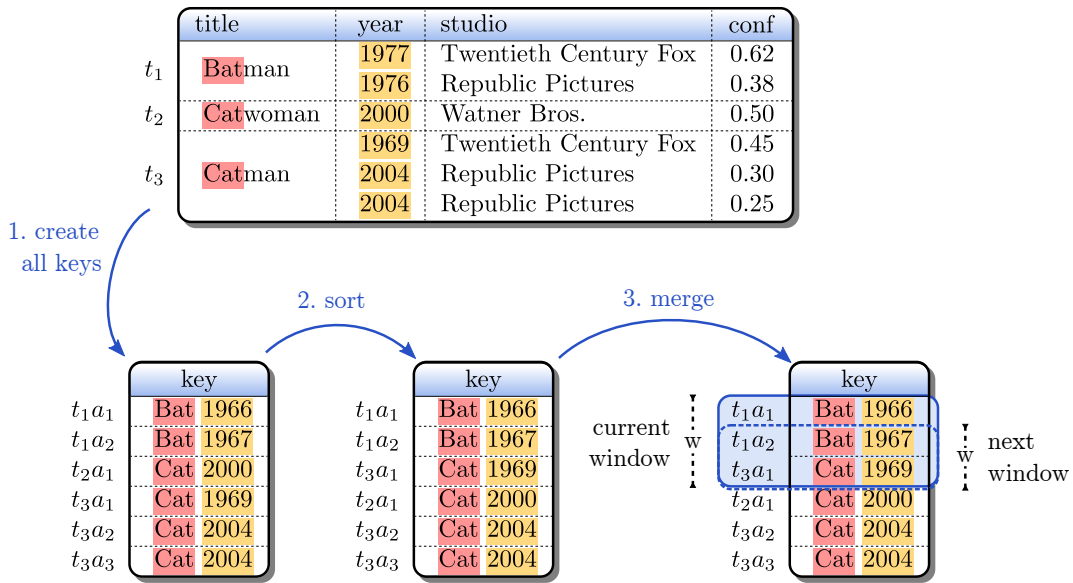 title year studio conf
t1 Batman 1977 Twentieth Century Fox 0.62
1976 Republic Pictures 0.38
t2 Catwoman 2000 Watner Bros. 0.50
t3 Catman 1969 Twentieth Century Fox 0.45
2004 Republic Pictures 0.30
2004 Republic Pictures 0.25
1. create
all keys
2. sort
3. merge
key
t1a1 Bat 1966
t1a2 Bat 1967
t2a1 Cat 2000
t3a1 Cat 1969
t3a2 Cat 2004
t3a3 Cat 2004
key
t1a1 Bat 1966
t1a2 Bat 1967
t3a1 Cat 1969
t2a1 Cat 2000
t3a2 Cat 2004
t3a3 Cat 2004
current
window
w
key
t1a1 Bat 1966
t1a2 Bat 1967
t3a1 Cat 1969
t2a1 Cat 2000
t3a2 Cat 2004
t3a3 Cat 2004
w
next
window